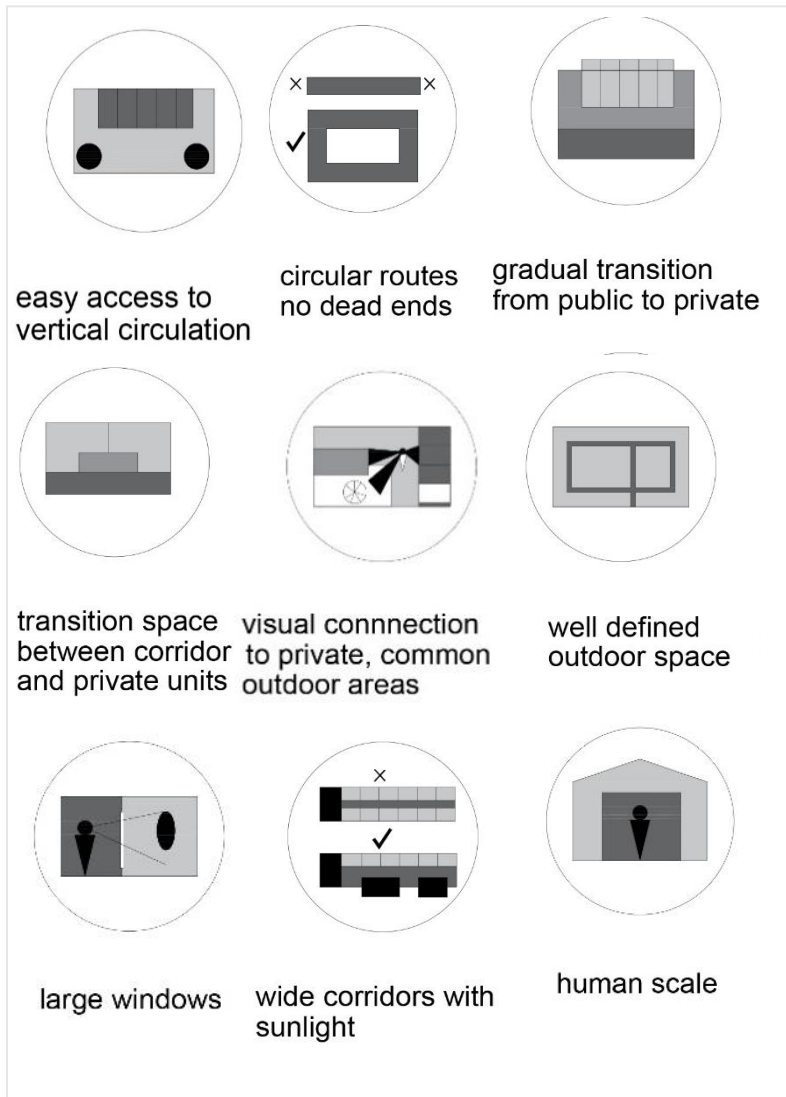 easy access to
vertical circulation
circular routes
no dead ends
gradual transition
from public to private
transition space
between corridor
and private units
visual connnection
to private, common
outdoor areas
well defined
outdoor space
large windows
wide corridors with
sunlight
human scale